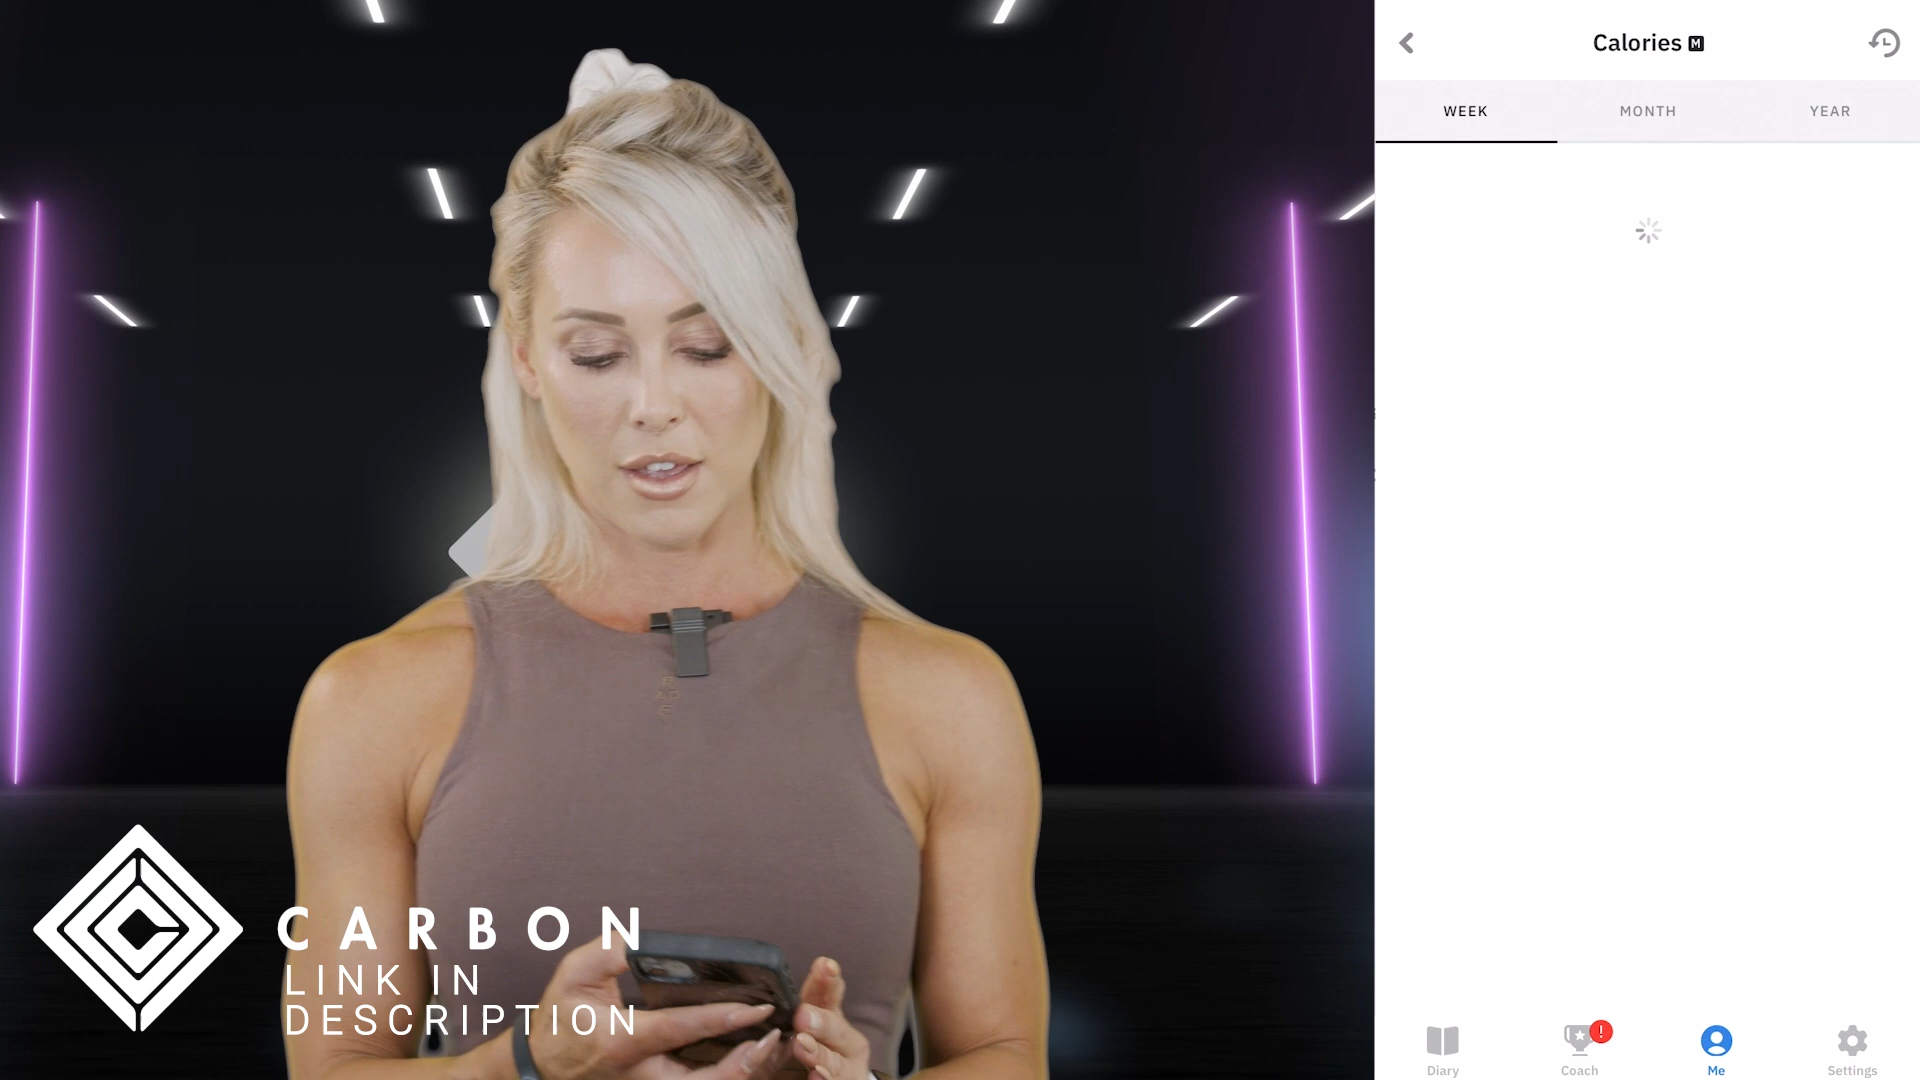 Calories M
WEEK MONTH YEAR
CARBON
LINK IN
DESCRIPTION
Diary Coach Me Settings